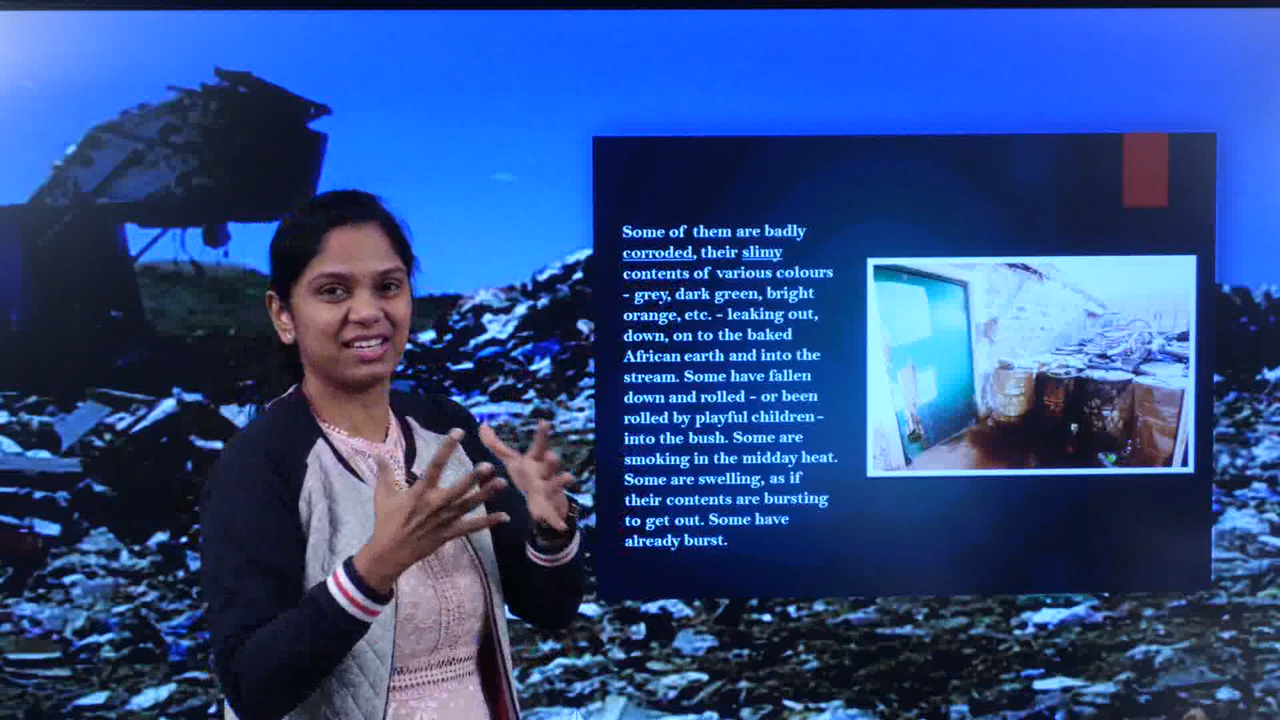 Some of them are badly
corroded, their slimy
contents of various colours
- grey, dark green, bright
orange, etc. - leaking out,
down, on to the baked
African earth and into the
stream. Some have fallen
down and rolled - or been
rolled by playful children-
into the bush. Some are
smoking in the midday heat.
Some are swelling, as if
their contents are bursting
to get out. Some have
already burst.